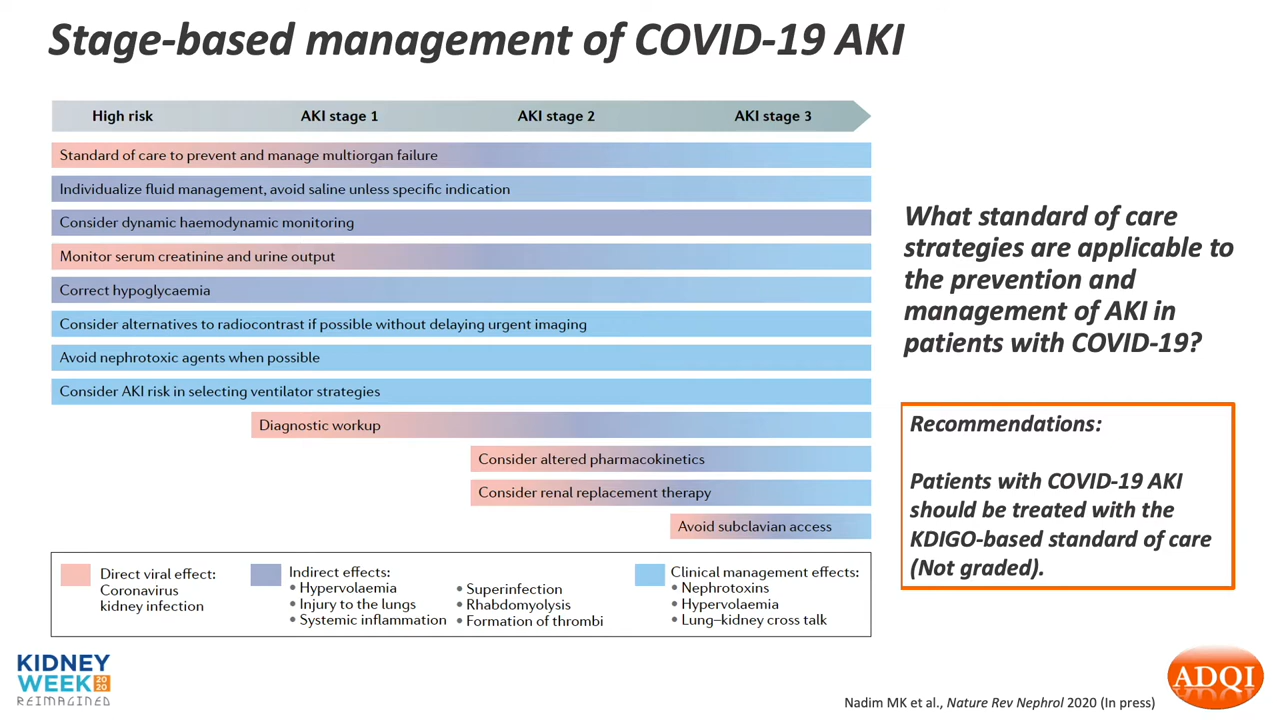 Stage-based management of COVID-19 AKI
High risk
AKI stage 1
AKI stage 2
AKI stage 3
Standard of care to prevent and manage multiorgan failure
Individualize fluid management, avoid saline unless specific indication
Consider dynamic haemodynamic monitoring
Monitor serum creatinine and urine output
Correct hypoglycaemia
Consider alternatives to radiocontrast if possible without delaying urgent imaging
Avoid nephrotoxic agents when possible
Consider AKI risk in selecting ventilator strategies
Diagnostic workup
Consider altered pharmacokinetics
Consider renal replacement therapy
Avoid subclavian access
Direct viral effect:
Coronavirus
kidney infection
Indirect effects:
• Hypervolaemia
• Injury to the lungs
• Systemic inflammation
• Superinfection
• Rhabdomyolysis
• Formation of thrombi
Clinical management effects:
• Nephrotoxins
• Hypervolaemia
• Lung–kidney cross talk
What standard of care
strategies are applicable to
the prevention and
management of AKI in
patients with COVID-19?
Recommendations:
Patients with COVID-19 AKI
should be treated with the
KDIGO-based standard of care
(Not graded).
KIDNEY
WEEK 2020
REIMAGINED
Nadim MK et al., Nature Rev Nephrol 2020 (In press)
ADQI